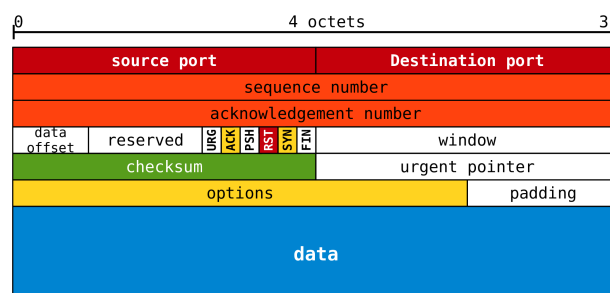 0 4 octets 3
source port Destination port
sequence number
acknowledgement number
data offset reserved URG ACK PSH RST SYN FIN window
checksum urgent pointer
options padding
data